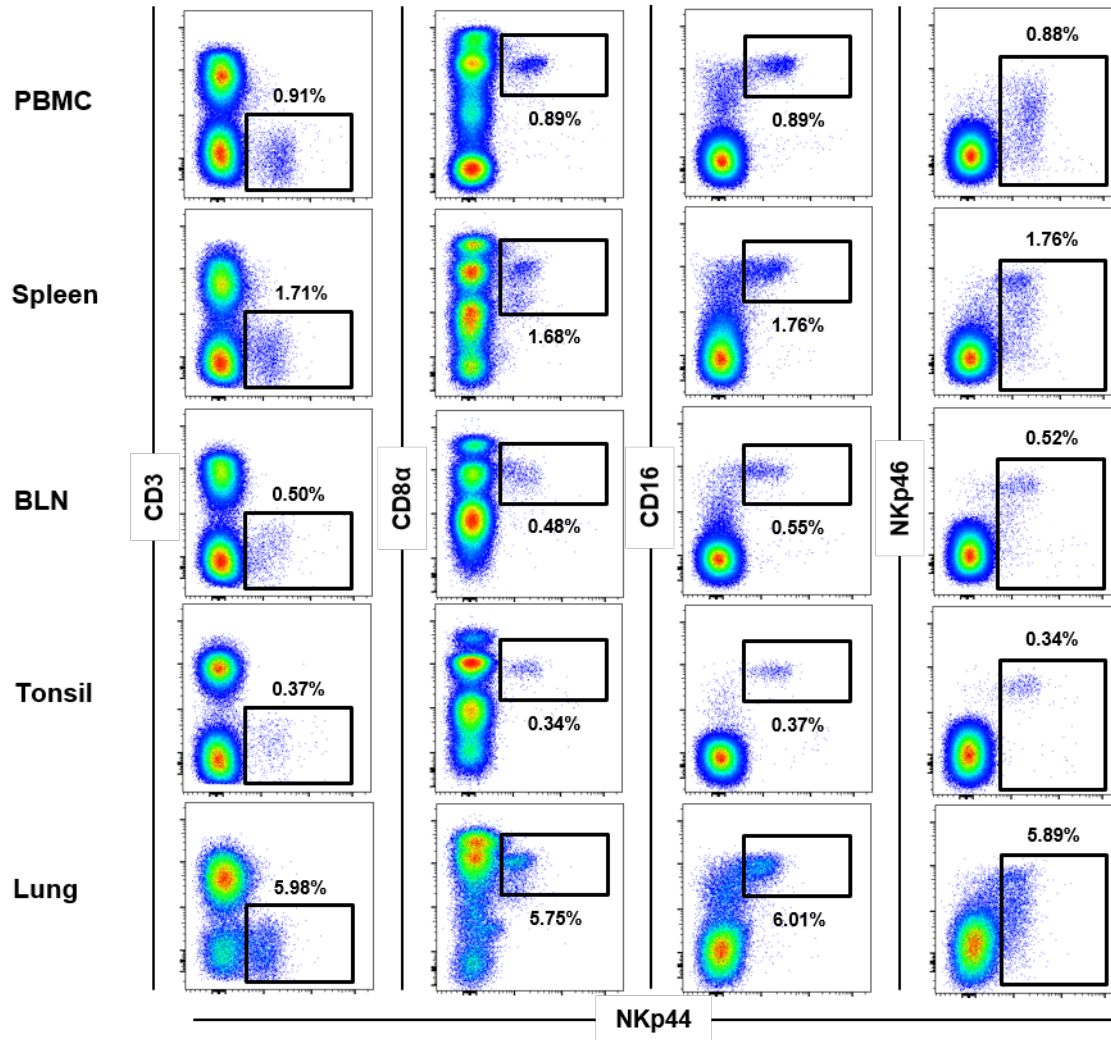 0.88%
PBMC
0.91%
0.89%
0.89%
1.76%
Spleen
1.71%
1.68%
1.76%
0.52%
BLN
CD3
0.50%
CD8α
0.48%
CD16
0.55%
NKp46
0.34%
Tonsil
0.37%
0.34%
0.37%
5.89%
Lung
5.98%
5.75%
6.01%
NKp44